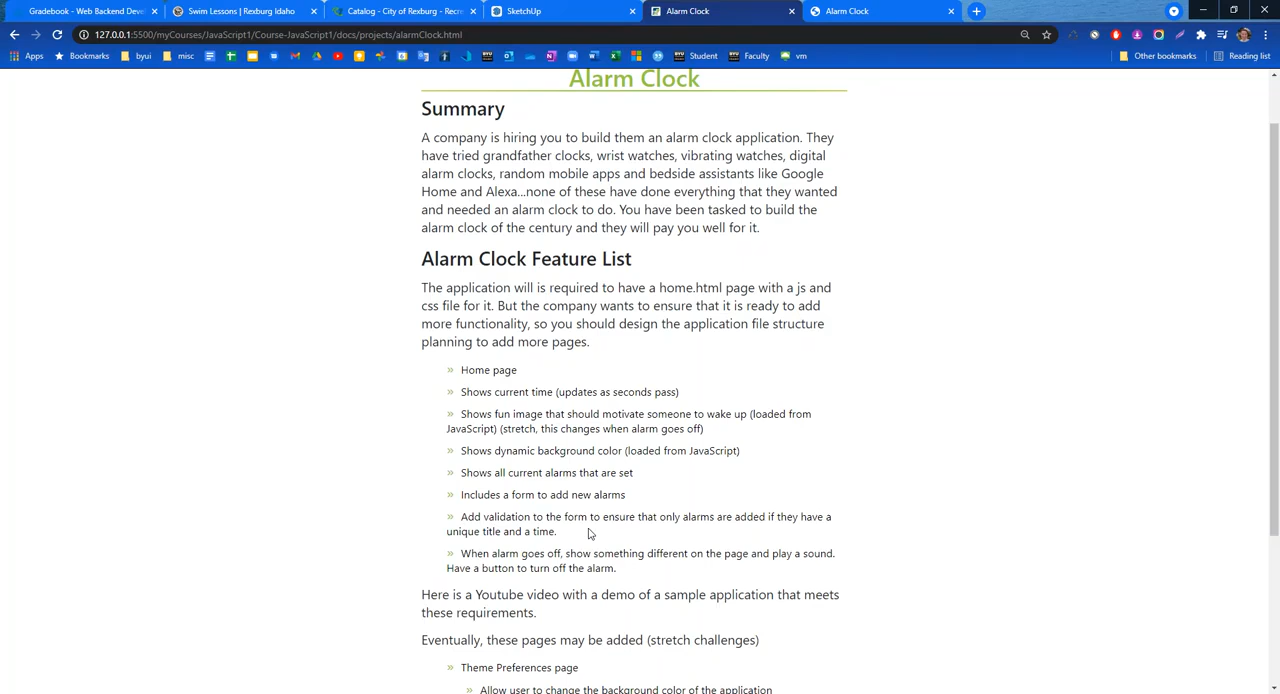 Gradebook - Web Backend Devel
Swim Lessons | Rexburg Idaho
Catalog - City of Rexburg - Recre
SketchUp
Alarm Clock
Alarm Clock
127.0.0.1:5500/myCourses/JavaScript1/Course-JavaScript1/docs/projects/alarmClock.html
Apps
Bookmarks
byui
misc
Student
Faculty
vm
Other bookmarks
Reading list
Alarm Clock
Summary
A company is hiring you to build them an alarm clock application. They
have tried grandfather clocks, wrist watches, vibrating watches, digital
alarm clocks, random mobile apps and bedside assistants like Google
Home and Alexa...none of these have done everything that they wanted
and needed an alarm clock to do. You have been tasked to build the
alarm clock of the century and they will pay you well for it.
Alarm Clock Feature List
The application will is required to have a home.html page with a js and
css file for it. But the company wants to ensure that it is ready to add
more functionality, so you should design the application file structure
planning to add more pages.
» Home page
» Shows current time (updates as seconds pass)
» Shows fun image that should motivate someone to wake up (loaded from
JavaScript) (stretch, this changes when alarm goes off)
» Shows dynamic background color (loaded from JavaScript)
» Shows all current alarms that are set
» Includes a form to add new alarms
» Add validation to the form to ensure that only alarms are added if they have a
unique title and a time.
» When alarm goes off, show something different on the page and play a sound.
Have a button to turn off the alarm.
Here is a Youtube video with a demo of a sample application that meets
these requirements.
Eventually, these pages may be added (stretch challenges)
» Theme Preferences page
» Allow user to change the background color of the application